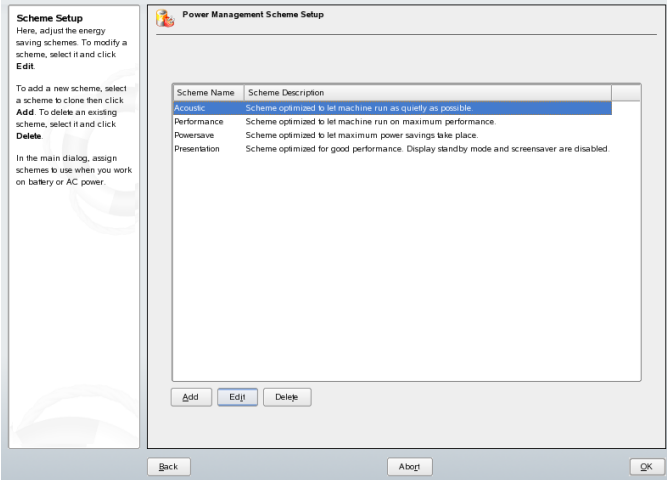 Scheme Setup
Here, adjust the energy
saving schemes. To modify a
scheme, select it and click
Edit.
To add a new scheme, select
a scheme to clone then click
Add. To delete an existing
scheme, select it and click
Delete.
In the main dialog, assign
schemes to use when you work
on battery or AC power.
Power Management Scheme Setup
Scheme Name Scheme Description
Acoustic Scheme optimized to let machine run as quietly as possible.
Performance Scheme optimized to let machine run on maximum performance.
Powersave Scheme optimized to let maximum power savings take place.
Presentation Scheme optimized for good performance. Display standby mode and screensaver are disabled.
Add Edit Delete
Back Abort OK